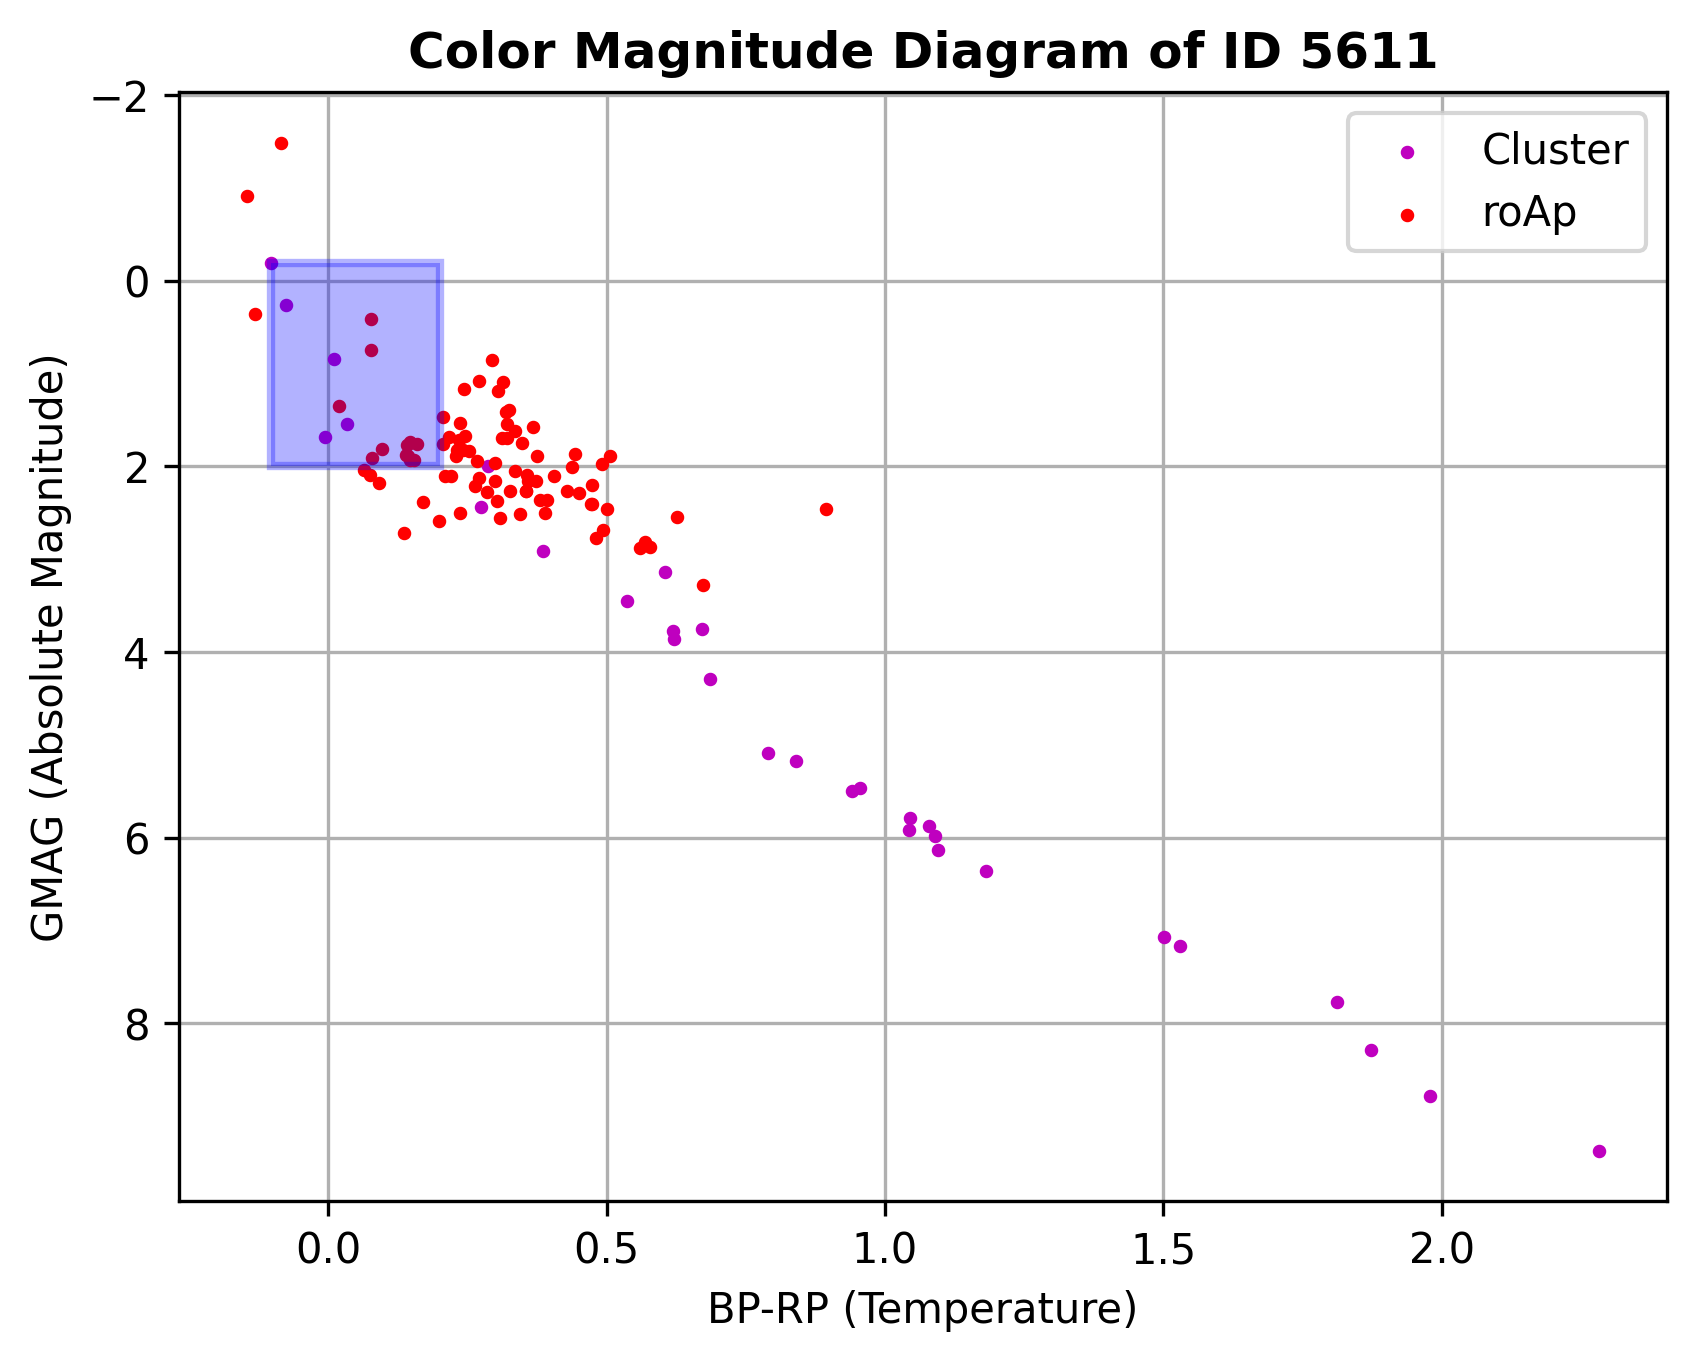 Color Magnitude Diagram of ID 5611
Cluster
roAp
−2
0
2
4
6
8
GMAG (Absolute Magnitude)
0.0 0.5 1.0 1.5 2.0
BP-RP (Temperature)